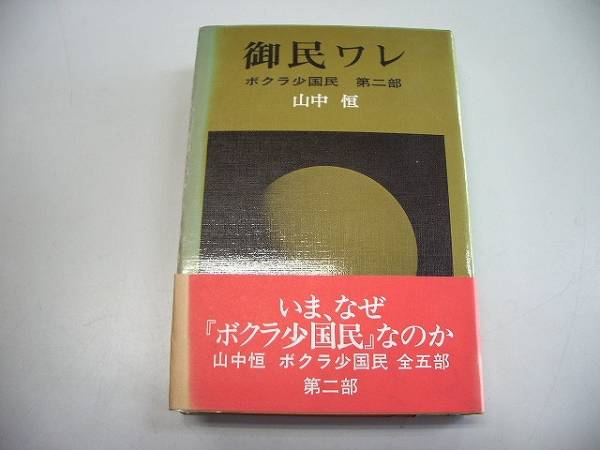 御民ワレ
ボクラ少国民 第二部
山中 恒
いま、なぜ
『ボクラ少国民』なのか
山中恒 ボクラ少国民 全五部
第二部